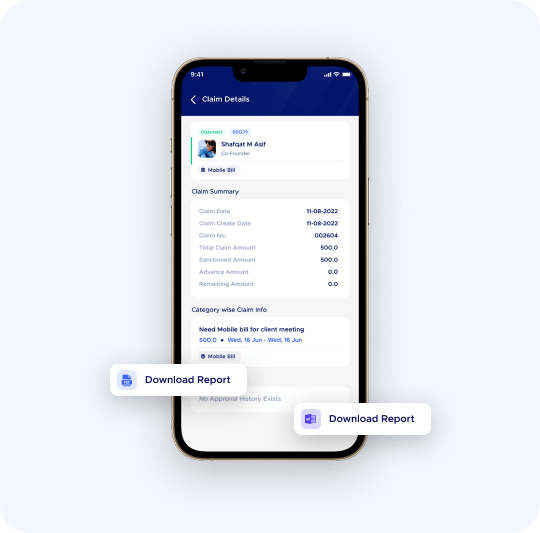 9:41
Claim Details
Disbursed 001279
Shafqat M Asif
Co-Founder
Mobile Bill
Claim Summary
Claim Date 11-08-2022
Claim Create Date 11-08-2022
Claim No. 002604
Total Claim Amount 500.0
Sanctioned Amount 500.0
Advance Amount 0.0
Remaining Amount 0.0
Category wise Claim Info
Need Mobile bill for client meeting
500.0 • Wed, 16 Jun - Wed, 16 Jun
Mobile Bill
PDF
Download Report
No Approval History Exists
Download Report